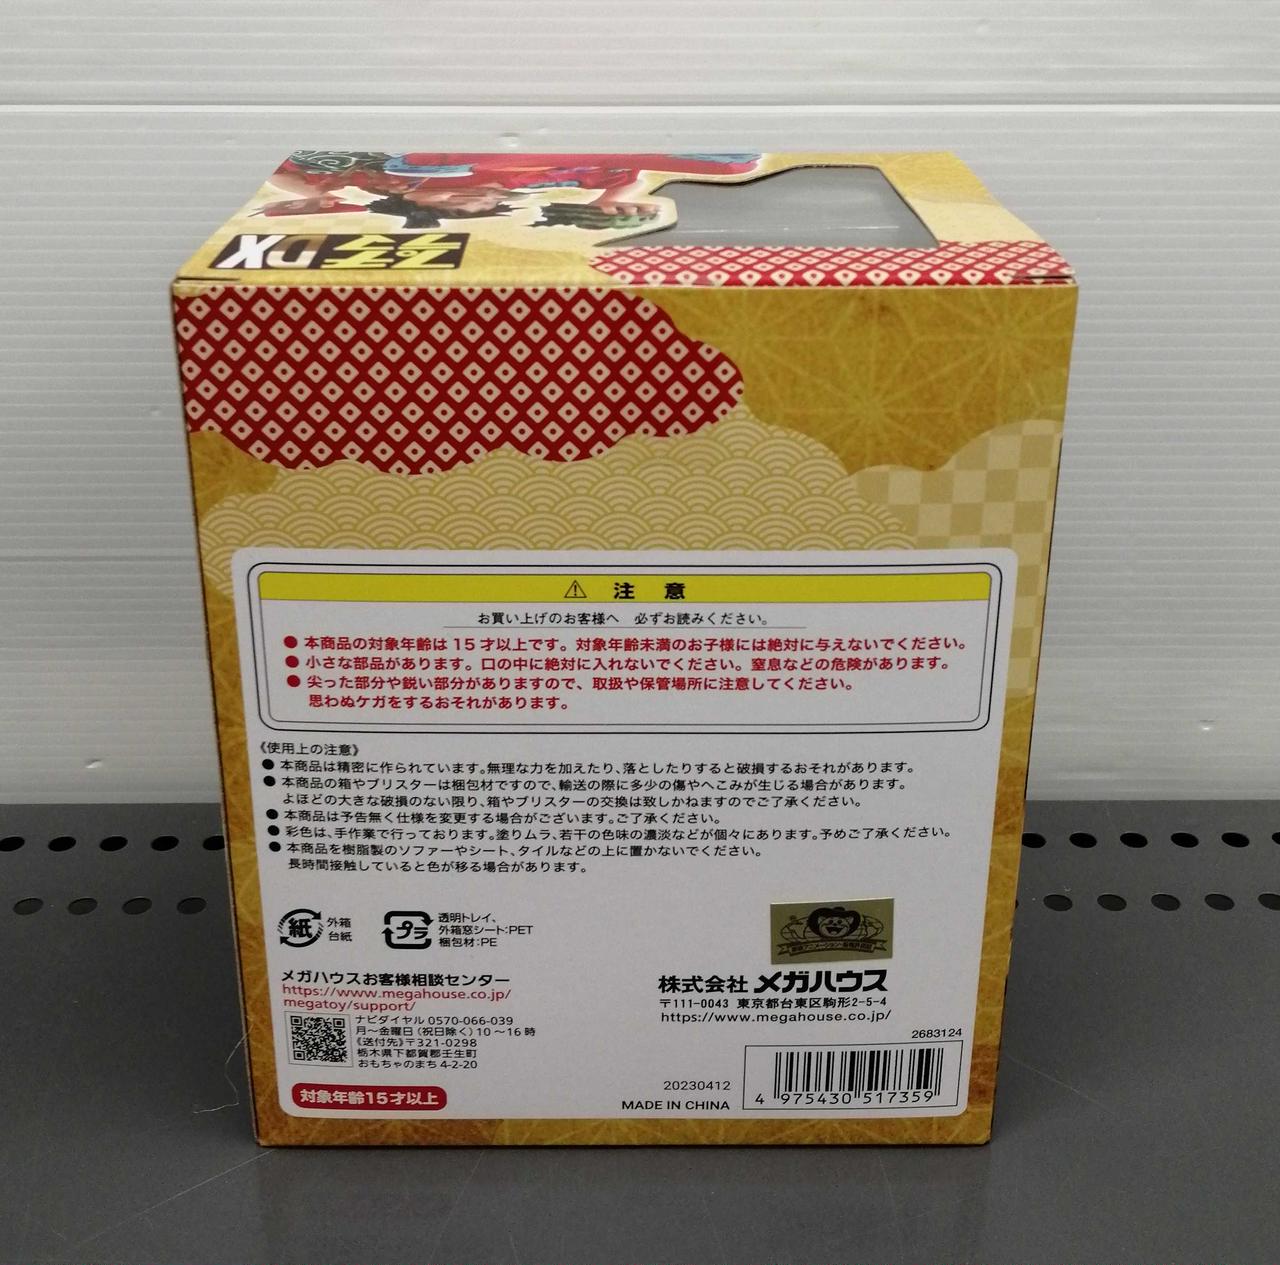 プチラマDX
注意
お買い上げのお客様へ 必ずお読みください。
● 本商品の対象年齢は 15 才以上です。対象年齢未満のお子様には絶対に与えないでください。
● 小さな部品があります。口の中に絶対に入れないでください。窒息などの危険があります。
● 尖った部分や鋭い部分がありますので、取扱や保管場所に注意してください。
思わぬケガをするおそれがあります。
《使用上の注意》
● 本商品は精密に作られています。無理な力を加えたり、落としたりすると破損するおそれがあります。
● 本商品の箱やブリスターは梱包材ですので、輸送の際に多少の傷やへこみが生じる場合があります。
よほどの大きな破損のない限り、箱やブリスターの交換は致しかねますのでご了承ください。
● 本商品は予告無く仕様を変更する場合がございます。ご了承ください。
● 彩色は、手作業で行っております。塗りムラ、若干の色味の濃淡などが個々にあります。予めご了承ください。
● 本商品を樹脂製のソファーやシート、タイルなどの上に置かないでください。
長時間接触していると色が移る場合があります。
紙 外箱
台紙
プラ 透明トレイ、
外箱窓シート:PET
梱包材:PE
メガハウスお客様相談センター
https://www.megahouse.co.jp/
megatoy/support/
ナビダイヤル 0570-066-039
月～金曜日(祝日除く)10～16時
《送付先》〒321-0298
栃木県下都賀郡壬生町
おもちゃのまち 4-2-20
対象年齢15才以上
株式会社 メガハウス
〒111-0043 東京都台東区駒形2-5-4
https://www.megahouse.co.jp/
2683124
20230412
MADE IN CHINA
4 975430 517359